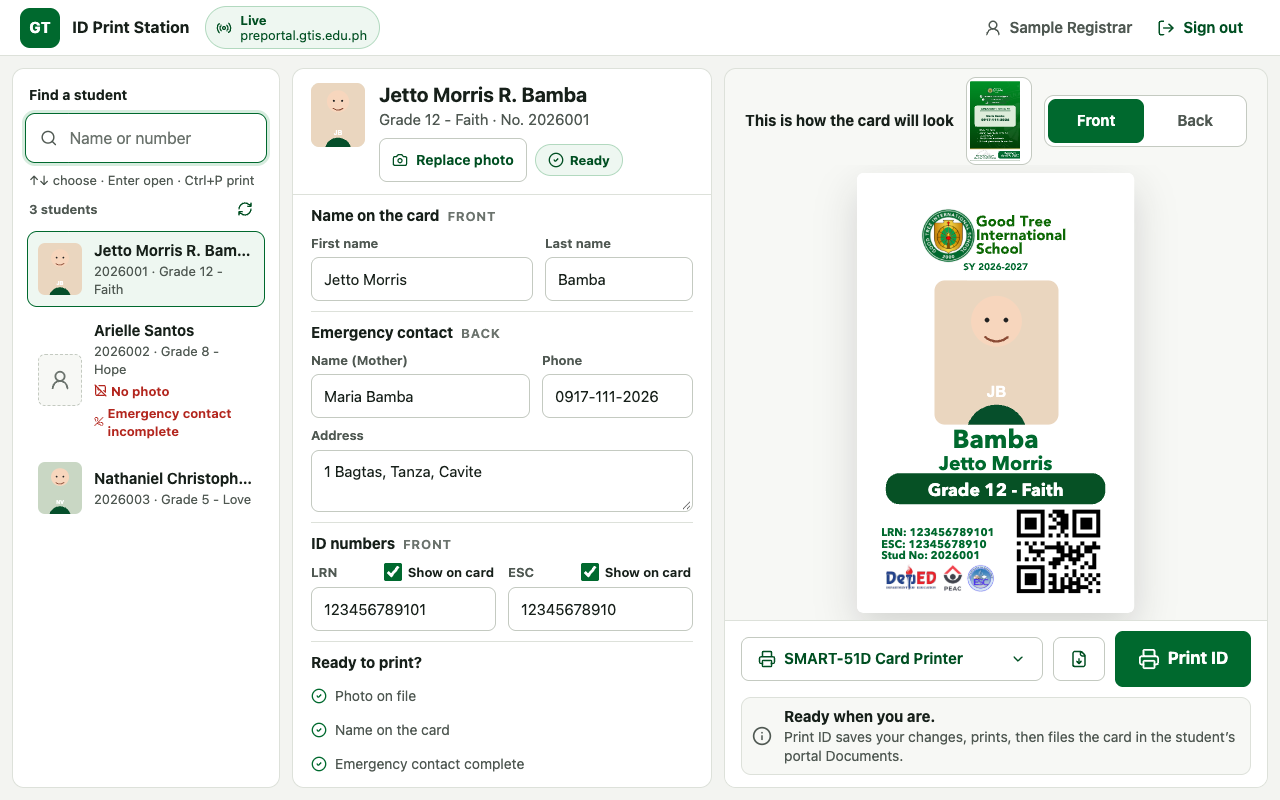 GT
ID Print Station
Live
preportal.gtis.edu.ph
Sample Registrar
Sign out
Find a student
Name or number
↑↓ choose · Enter open · Ctrl+P print
3 students
JB
Jetto Morris R. Bam...
2026001 · Grade 12 -
Faith
Arielle Santos
2026002 · Grade 8 -
Hope
No photo
Emergency contact
incomplete
Nathaniel Christoph...
2026003 · Grade 5 - Love
JB
Jetto Morris R. Bamba
Grade 12 - Faith · No. 2026001
Replace photo
Ready
Name on the card FRONT
First name
Last name
Jetto Morris
Bamba
Emergency contact BACK
Name (Mother)
Phone
Maria Bamba
0917-111-2026
Address
1 Bagtas, Tanza, Cavite
ID numbers FRONT
LRN
Show on card
ESC
Show on card
123456789101
12345678910
Ready to print?
Photo on file
Name on the card
Emergency contact complete
This is how the card will look
Front
Back
Good Tree
International
School
SY 2026-2027
JB
Bamba
Jetto Morris
Grade 12 - Faith
LRN: 123456789101
ESC: 12345678910
Stud No: 2026001
DepED
PEAC
ESC
SMART-51D Card Printer
Print ID
Ready when you are.
Print ID saves your changes, prints, then files the card in the student's
portal Documents.